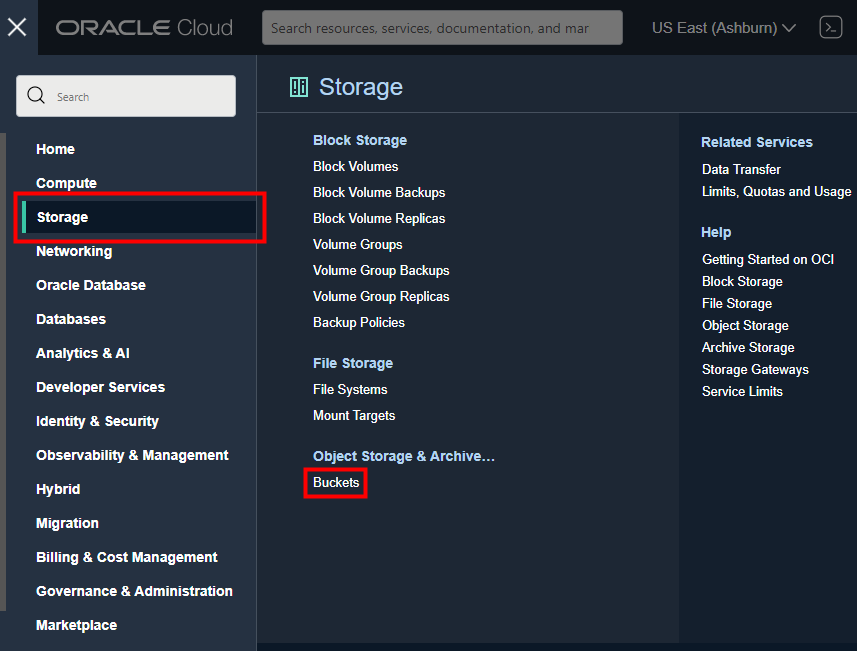 ORACLE Cloud
Search resources, services, documentation, and mar
US East (Ashburn)
Search
Home
Compute
Storage
Networking
Oracle Database
Databases
Analytics & AI
Developer Services
Identity & Security
Observability & Management
Hybrid
Migration
Billing & Cost Management
Governance & Administration
Marketplace
Storage
Block Storage
Block Volumes
Block Volume Backups
Block Volume Replicas
Volume Groups
Volume Group Backups
Volume Group Replicas
Backup Policies
File Storage
File Systems
Mount Targets
Object Storage & Archive...
Buckets
Related Services
Data Transfer
Limits, Quotas and Usage
Help
Getting Started on OCI
Block Storage
File Storage
Object Storage
Archive Storage
Storage Gateways
Service Limits